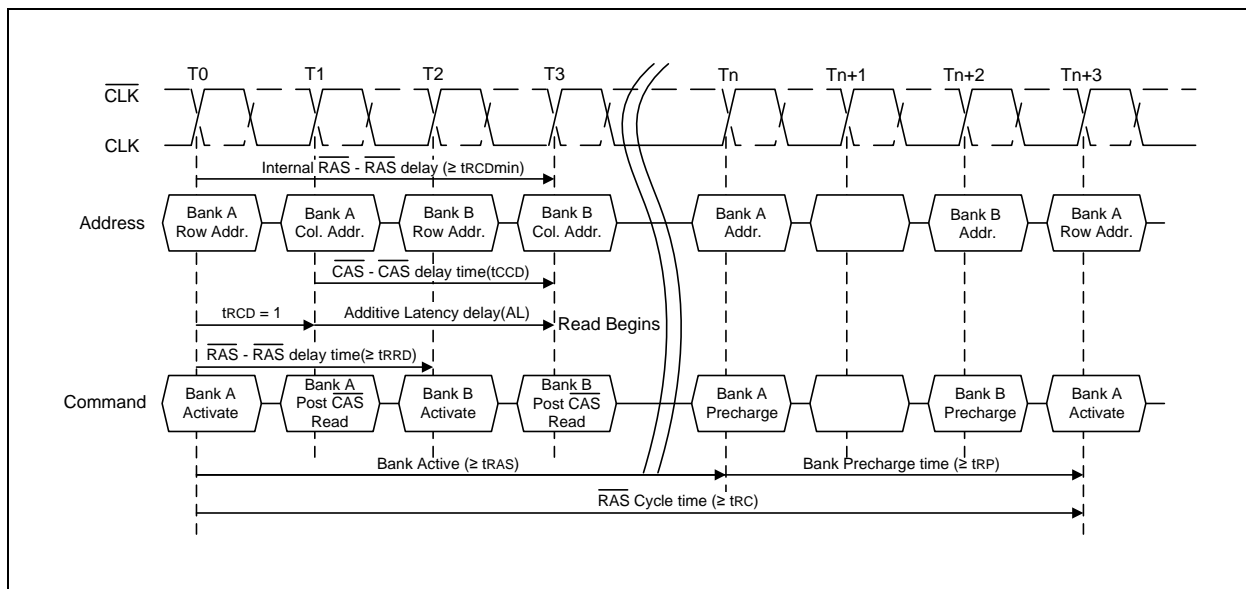 T0 T1 T2 T3 Tn Tn+1 Tn+2 Tn+3
CLK
CLK
Internal RAS - RAS delay (≥ tRCDmin)
Address
Bank A
Row Addr.
Bank A
Col. Addr.
Bank B
Row Addr.
Bank B
Col. Addr.
Bank A
Addr.
Bank B
Addr.
Bank A
Row Addr.
CAS - CAS delay time(tCCD)
tRCD = 1
Additive Latency delay(AL)
Read Begins
RAS - RAS delay time(≥ tRRD)
Command
Bank A
Activate
Bank A
Post CAS
Read
Bank B
Activate
Bank B
Post CAS
Read
Bank A
Precharge
Bank B
Precharge
Bank A
Activate
Bank Active (≥ tRAS)
Bank Precharge time (≥ tRP)
RAS Cycle time (≥ tRC)